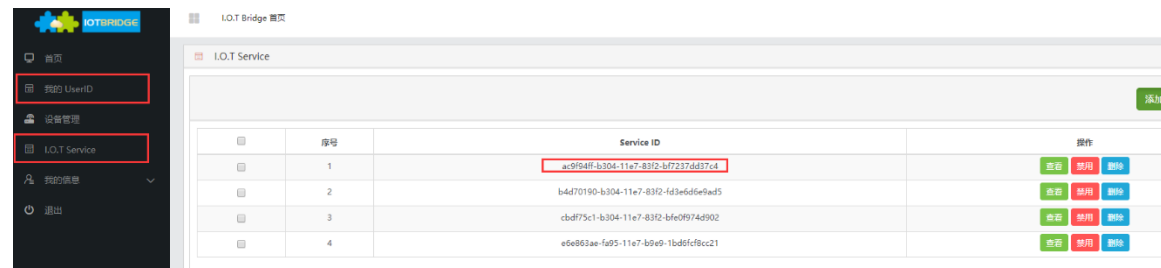 IOTBRIDGE
I.O.T Bridge 首页
首页
我的 UserID
设备管理
I.O.T Service
我的信息
退出
I.O.T Service
添加
序号 Service ID 操作
1 ac9f94ff-b304-11e7-83f2-bf7237dd37c4 查看 禁用 删除
2 b4d70190-b304-11e7-83f2-fd3e6d6e9ad5 查看 禁用 删除
3 cbdf75c1-b304-11e7-83f2-bfe0f974d902 查看 禁用 删除
4 e6e863ae-fa95-11e7-b9e9-1bd6fcf8cc21 查看 禁用 删除